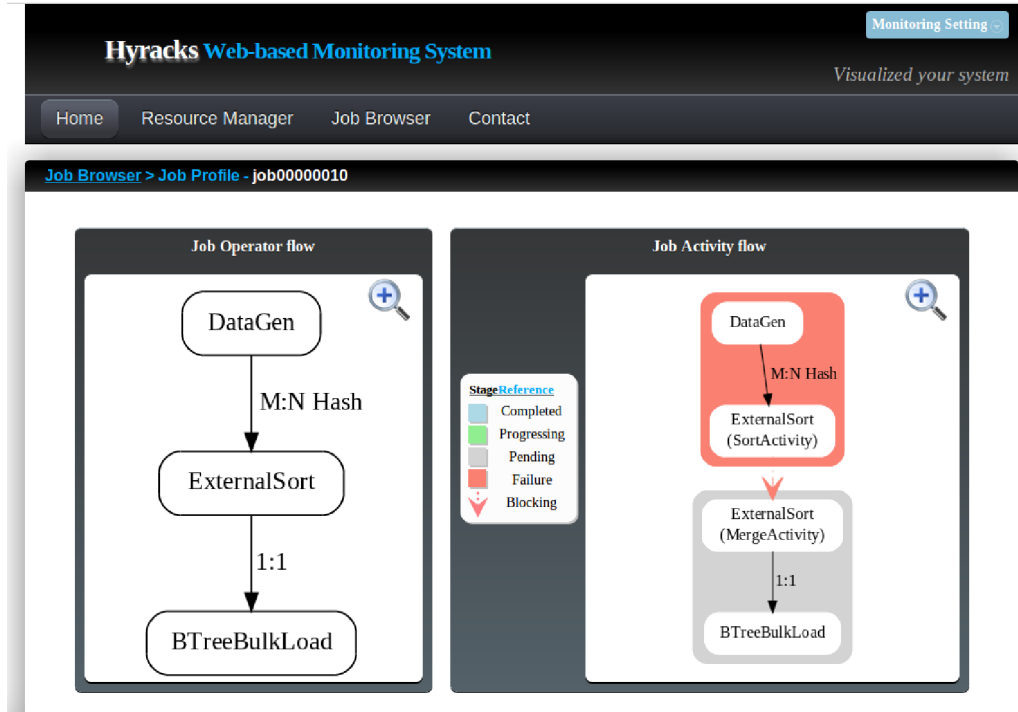 Monitoring Setting
Hyracks Web-based Monitoring System
Visualized your system
Home Resource Manager Job Browser Contact
Job Browser > Job Profile - job00000010
Job Operator flow
DataGen
M:N Hash
ExternalSort
1:1
BTreeBulkLoad
Job Activity flow
StageReference
Completed
Progressing
Pending
Failure
Blocking
DataGen
M:N Hash
ExternalSort
(SortActivity)
ExternalSort
(MergeActivity)
1:1
BTreeBulkLoad